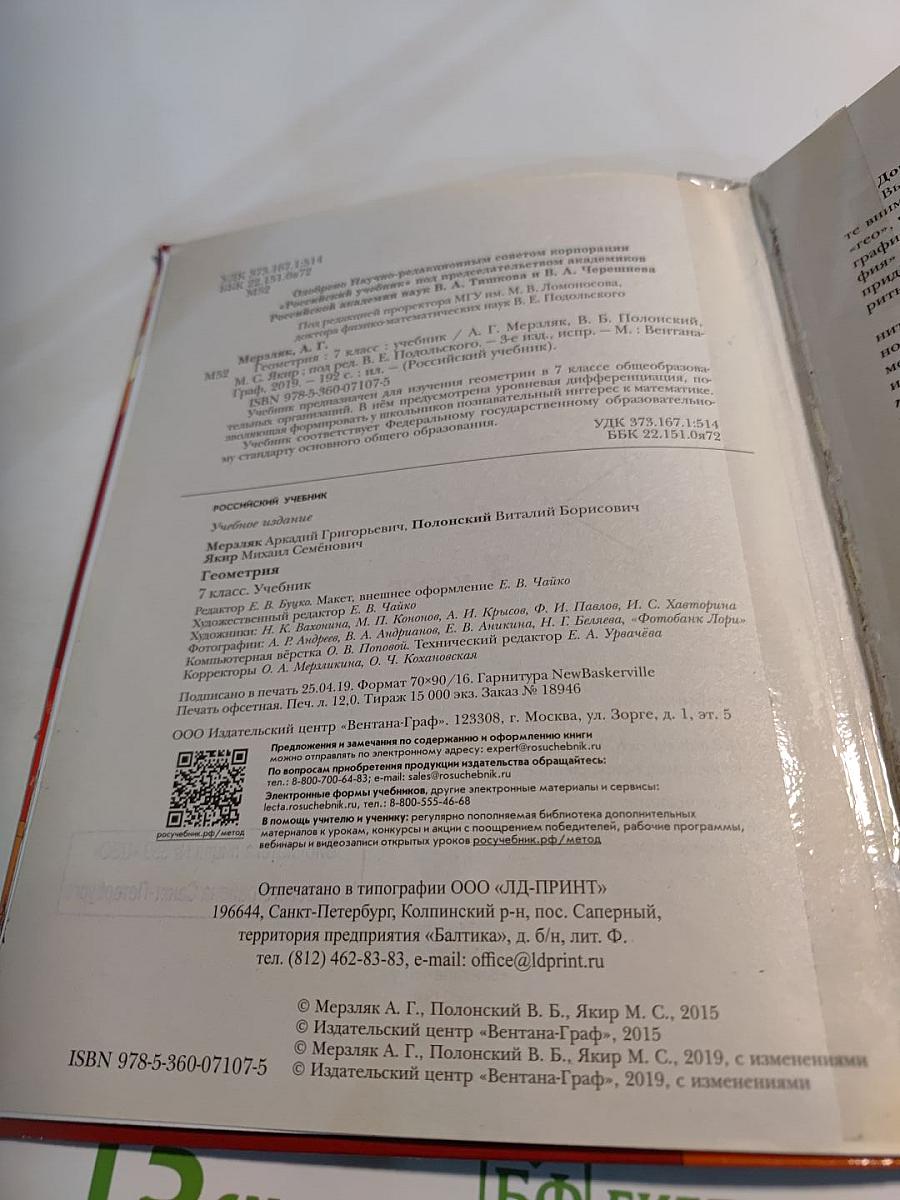 УДК 373.167.1:514
ББК 22.151.0я72
М52
Одобрено Научно-редакционным советом корпорации
«Российский учебник» под председательством академиков
Российской академии наук В. А. Тишкова и В. А. Черешнева
Под редакцией проректора МГУ им. М. В. Ломоносова,
доктора физико-математических наук В. Е. Подольского
Мерзляк, А. Г.
М52 Геометрия : 7 класс : учебник / А. Г. Мерзляк, В. Б. Полонский,
М. С. Якир ; под ред. В. Е. Подольского. — 3-е изд., испр. — М. : Вентана-
Граф, 2019. — 192 с. : ил. — (Российский учебник).
ISBN 978-5-360-07107-5
Учебник предназначен для изучения геометрии в 7 классе общеобразова-
тельных организаций. В нём предусмотрена уровневая дифференциация, по-
зволяющая формировать у школьников познавательный интерес к математике.
Учебник соответствует Федеральному государственному образовательно-
му стандарту основного общего образования.
УДК 373.167.1:514
ББК 22.151.0я72
РОССИЙСКИЙ УЧЕБНИК
Учебное издание
Мерзляк Аркадий Григорьевич, Полонский Виталий Борисович
Якир Михаил Семёнович
Геометрия
7 класс. Учебник
Редактор Е. В. Буцко. Макет, внешнее оформление Е. В. Чайко
Художественный редактор Е. В. Чайко
Художники: Н. К. Вахонина, М. П. Кононов, А. И. Крысов, Ф. И. Павлов, И. С. Хавторина
Фотографии: А. Р. Андреев, В. А. Андрианов, Е. В. Аникина, Н. Г. Беляева, «Фотобанк Лори»
Компьютерная вёрстка О. В. Поповой. Технический редактор Е. А. Урвачёва
Корректоры О. А. Мерзликина, О. Ч. Кохановская
Подписано в печать 25.04.19. Формат 70×90/16. Гарнитура NewBaskerville
Печать офсетная. Печ. л. 12,0. Тираж 15 000 экз. Заказ № 18946
ООО Издательский центр «Вентана-Граф». 123308, г. Москва, ул. Зорге, д. 1, эт. 5
Предложения и замечания по содержанию и оформлению книги
можно отправлять по электронному адресу: expert@rosuchebnik.ru
По вопросам приобретения продукции издательства обращайтесь:
тел.: 8-800-700-64-83; e-mail: sales@rosuchebnik.ru
Электронные формы учебников, другие электронные материалы и сервисы:
lecta.rosuchebnik.ru, тел.: 8-800-555-46-68
В помощь учителю и ученику: регулярно пополняемая библиотека дополнительных
материалов к урокам, конкурсы и акции с поощрением победителей, рабочие программы,
вебинары и видеозаписи открытых уроков росучебник.рф/метод
росучебник.рф/метод
Отпечатано в типографии ООО «ЛД-ПРИНТ»
196644, Санкт-Петербург, Колпинский р-н, пос. Саперный,
территория предприятия «Балтика», д. б/н, лит. Ф.
тел. (812) 462-83-83, e-mail: office@ldprint.ru
© Мерзляк А. Г., Полонский В. Б., Якир М. С., 2015
© Издательский центр «Вентана-Граф», 2015
© Мерзляк А. Г., Полонский В. Б., Якир М. С., 2019, с изменениями
© Издательский центр «Вентана-Граф», 2019, с изменениями
ISBN 978-5-360-07107-5